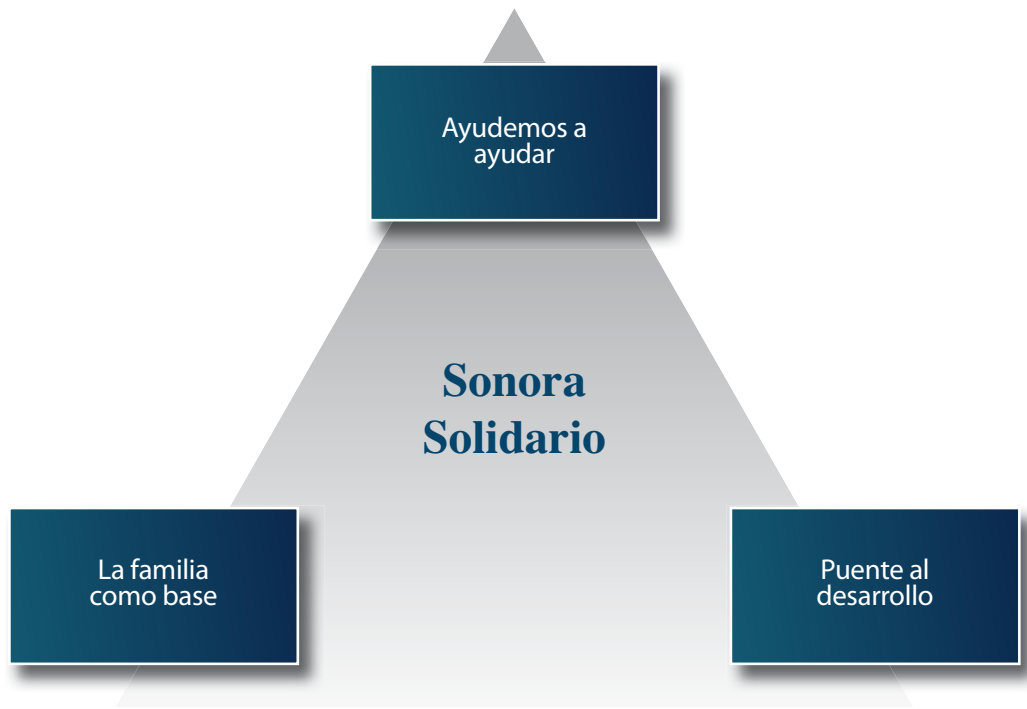 Ayudemos a
ayudar
Sonora
Solidario
La familia
como base
Puente al
desarrollo